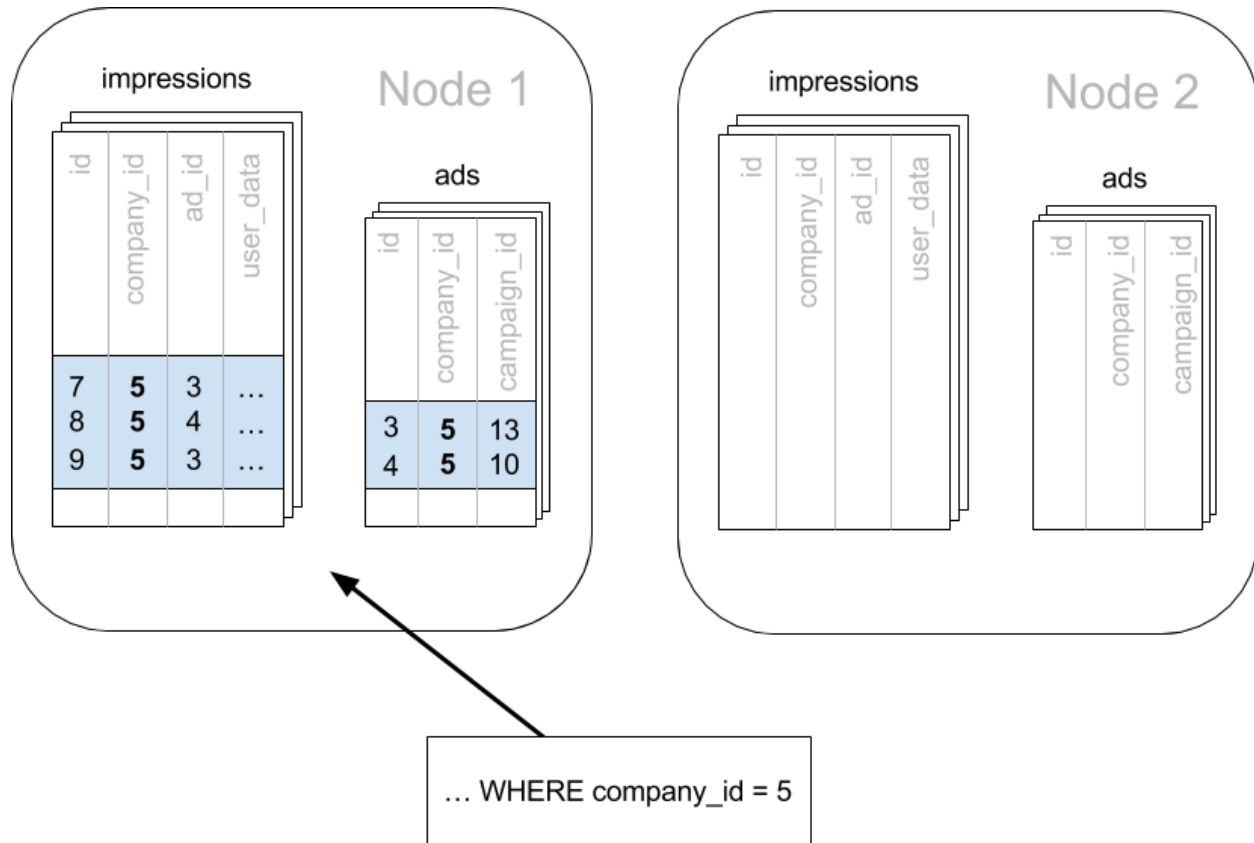 impressions
Node 1
ads
id
company_id
ad_id
user_data
id
company_id
campaign_id
7 5 3 ...
8 5 4 ...
9 5 3 ...
3 5 13
4 5 10
impressions
Node 2
ads
id
company_id
ad_id
user_data
id
company_id
campaign_id
... WHERE company_id = 5